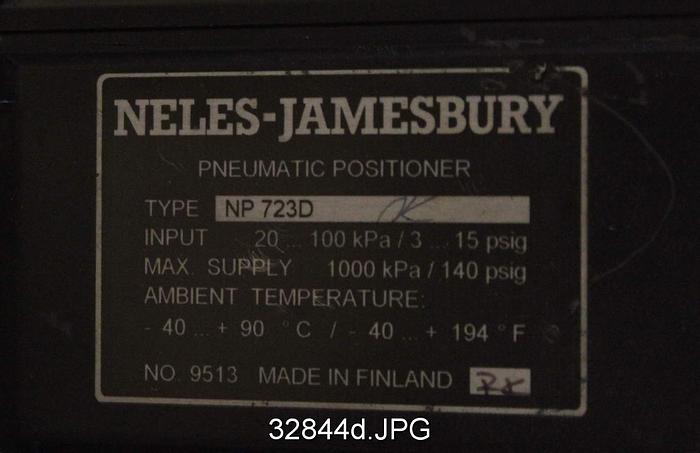 NELES-JAMESBURY
PNEUMATIC POSITIONER
TYPE NP 723D
INPUT 20 ... 100 kPa / 3 ... 15 psig
MAX. SUPPLY 1000 kPa / 140 psig
AMBIENT TEMPERATURE:
- 40 ... + 90 °C / - 40 ... + 194 °F
NO. 9513 MADE IN FINLAND
32844d.JPG